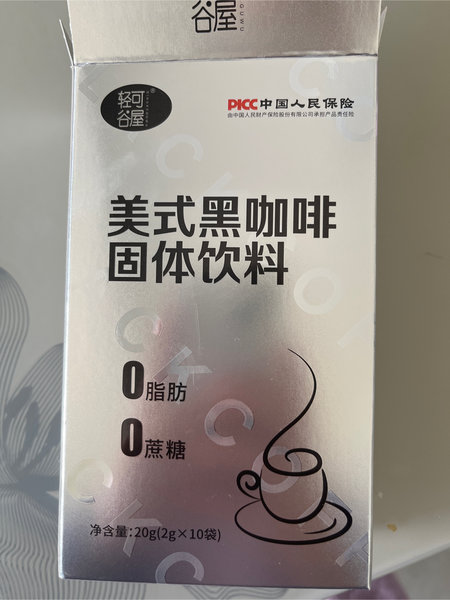 谷屋
GUWU
轻可
谷屋
®
PICC中国人民保险
由中国人民财产保险股份有限公司承担产品责任险
美式黑咖啡
固体饮料
0脂肪
0蔗糖
净含量:20g(2g×10袋)